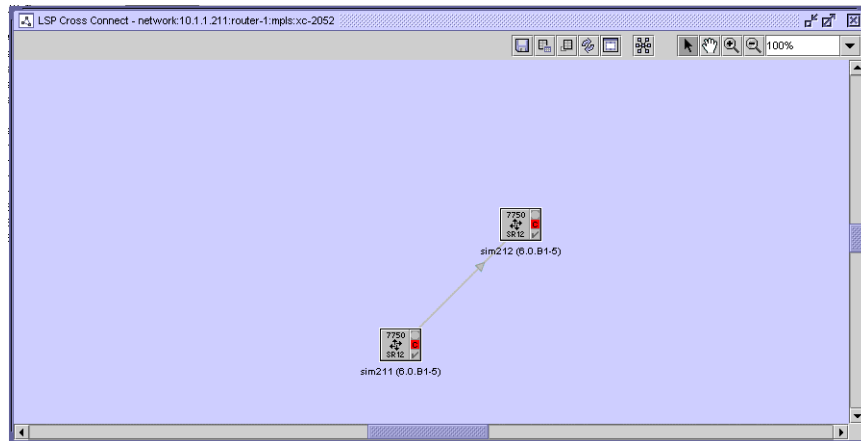 LSP Cross Connect - network:10.1.1.211:router-1:mpls:xc-2052
100%
7750
C
SR12
sim212 (6.0.B1-5)
7750
C
SR12
sim211 (6.0.B1-5)